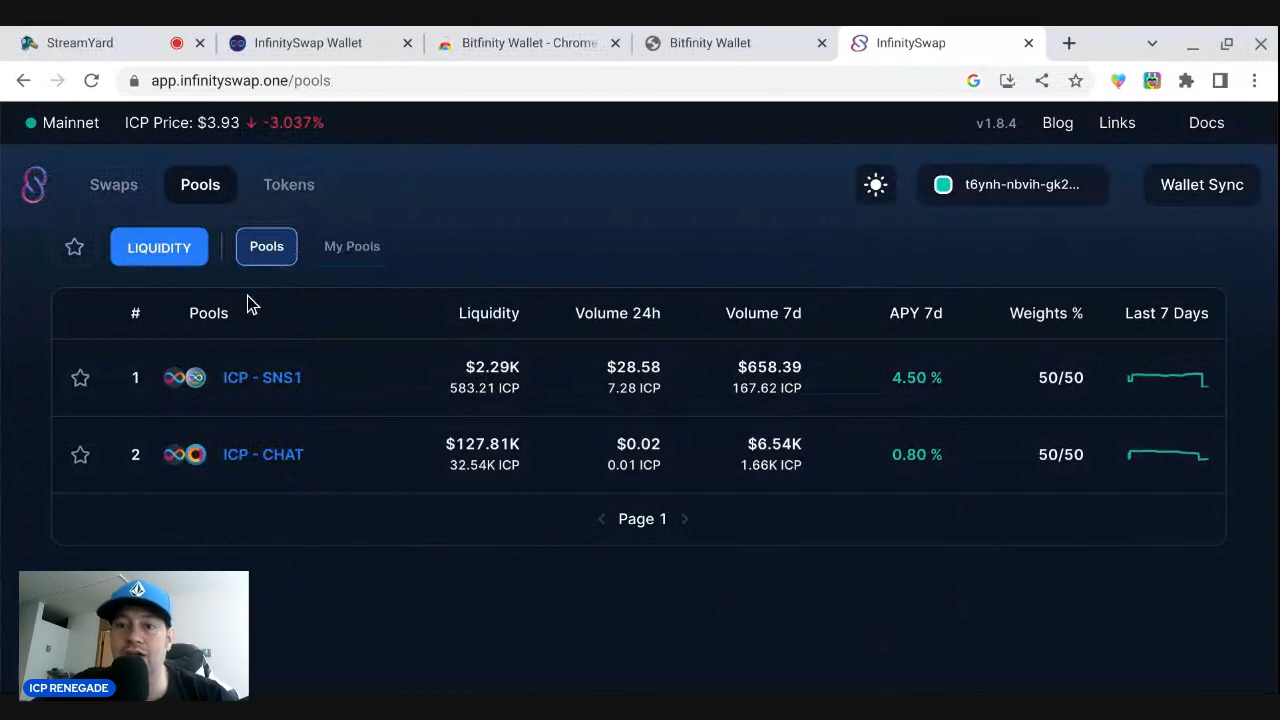 StreamYard
InfinitySwap Wallet
Bitfinity Wallet - Chrome
Bitfinity Wallet
InfinitySwap
app.infinityswap.one/pools
Mainnet ICP Price: $3.93 ↓ -3.037% v1.8.4 Blog Links Docs
Swaps Pools Tokens t6ynh-nbvih-gk2... Wallet Sync
LIQUIDITY Pools My Pools
# Pools Liquidity Volume 24h Volume 7d APY 7d Weights % Last 7 Days
1 ICP - SNS1 $2.29K $28.58 $658.39 4.50 % 50/50
583.21 ICP 7.28 ICP 167.62 ICP
2 ICP - CHAT $127.81K $0.02 $6.54K 0.80 % 50/50
32.54K ICP 0.01 ICP 1.66K ICP
Page 1
ICP RENEGADE